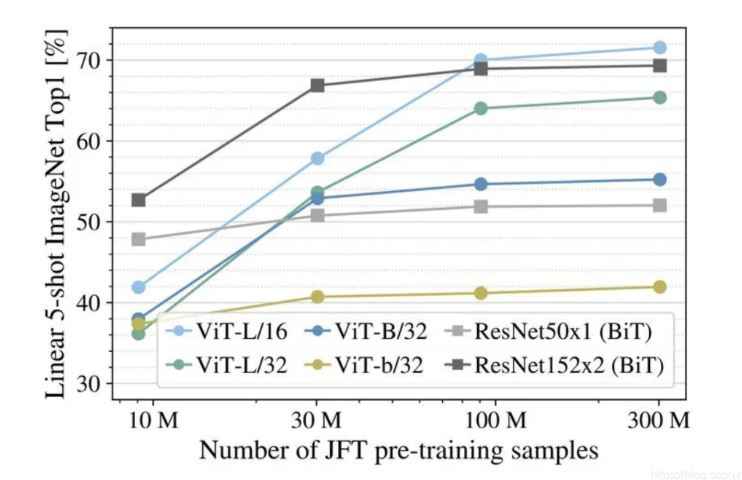 Linear 5-shot ImageNet Top1 [%]
70
60
50
40
30
ViT-L/16 ViT-B/32 ResNet50x1 (BiT)
ViT-L/32 ViT-b/32 ResNet152x2 (BiT)
10 M 30 M 100 M 300 M
Number of JFT pre-training samples